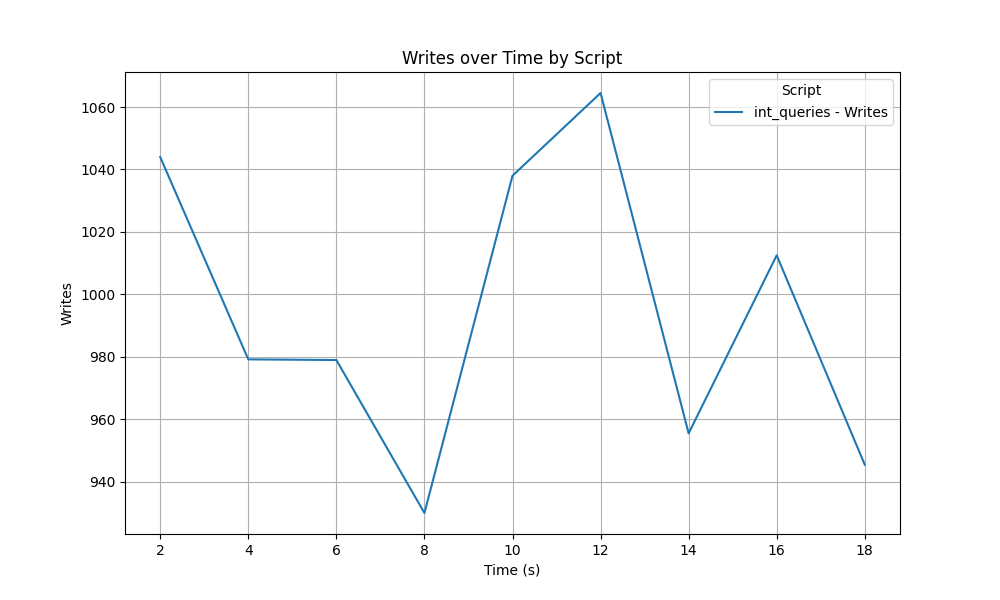 Writes over Time by Script
Script
int_queries - Writes
Writes
1060
1040
1020
1000
980
960
940
2 4 6 8 10 12 14 16 18
Time (s)